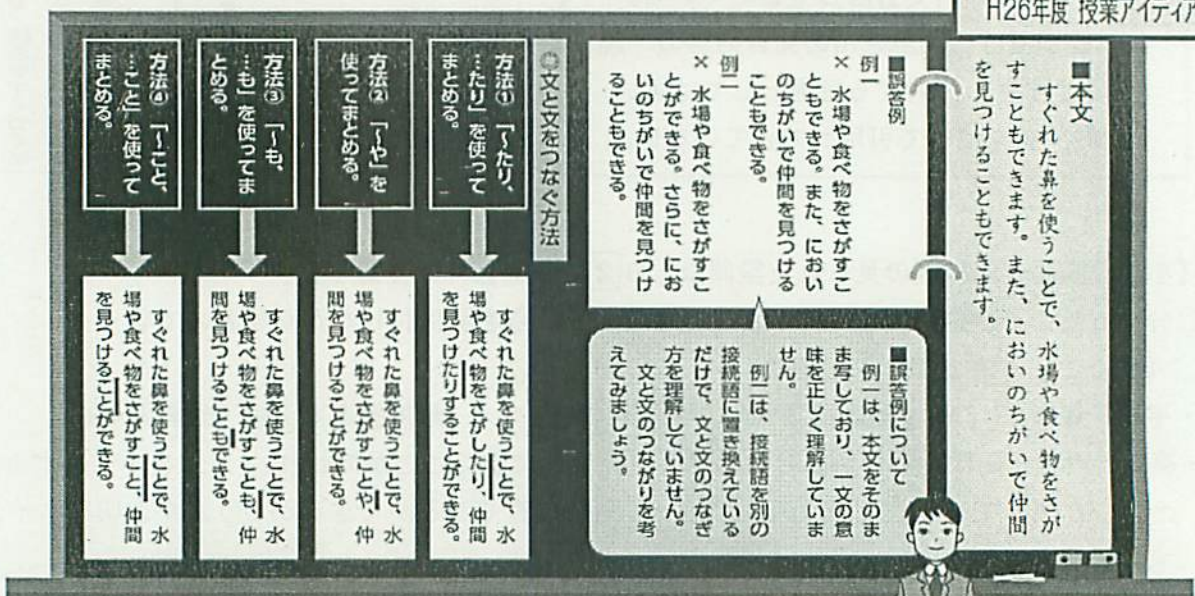 H26年度 授業アイディア
■本文
すぐれた鼻を使うことで、水場や食べ物をさが
すこともできます。また、においのちがいで仲間
を見つけることもできます。
■誤答例
例一
× 水場や食べ物をさがすこ
ともできる。また、におい
のちがいで仲間を見つける
こともできる。
例二
× 水場や食べ物をさがすこ
とができる。さらに、にお
いのちがいで仲間を見つけ
ることもできる。
■誤答例について
例一は、本文をそのま
ま写しており、一文の意
味を正しく理解していま
せん。
例二は、接続語を別の
接続語に置き換えている
だけで、文と文のつなぎ
方を理解していません。
文と文のつながりを考
えてみましょう。
◎文と文をつなぐ方法
方法① 「~たり、
…たり」を使って
まとめる。
すぐれた鼻を使うことで、水
場や食べ物をさがしたり、仲間
を見つけたりすることができる。
方法② 「~や」を
使ってまとめる。
すぐれた鼻を使うことで、水
場や食べ物をさがすことや、仲
間を見つけることができる。
方法③ 「~も、
…も」を使ってま
とめる。
すぐれた鼻を使うことで、水
場や食べ物をさがすことも、仲
間を見つけることもできる。
方法④ 「~こと、
…こと」を使って
まとめる。
すぐれた鼻を使うことで、水
場や食べ物をさがすこと、仲間
を見つけることができる。